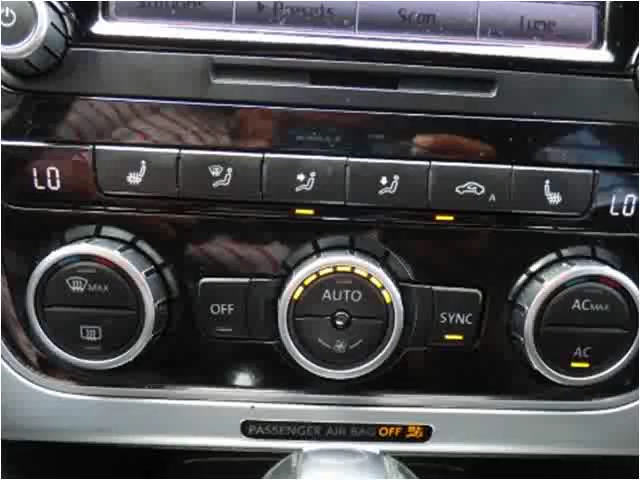 Presets Scan Tune
LO
A
LO
MAX
OFF
AUTO
SYNC
ACMAX
AC
PASSENGER AIR BAG OFF